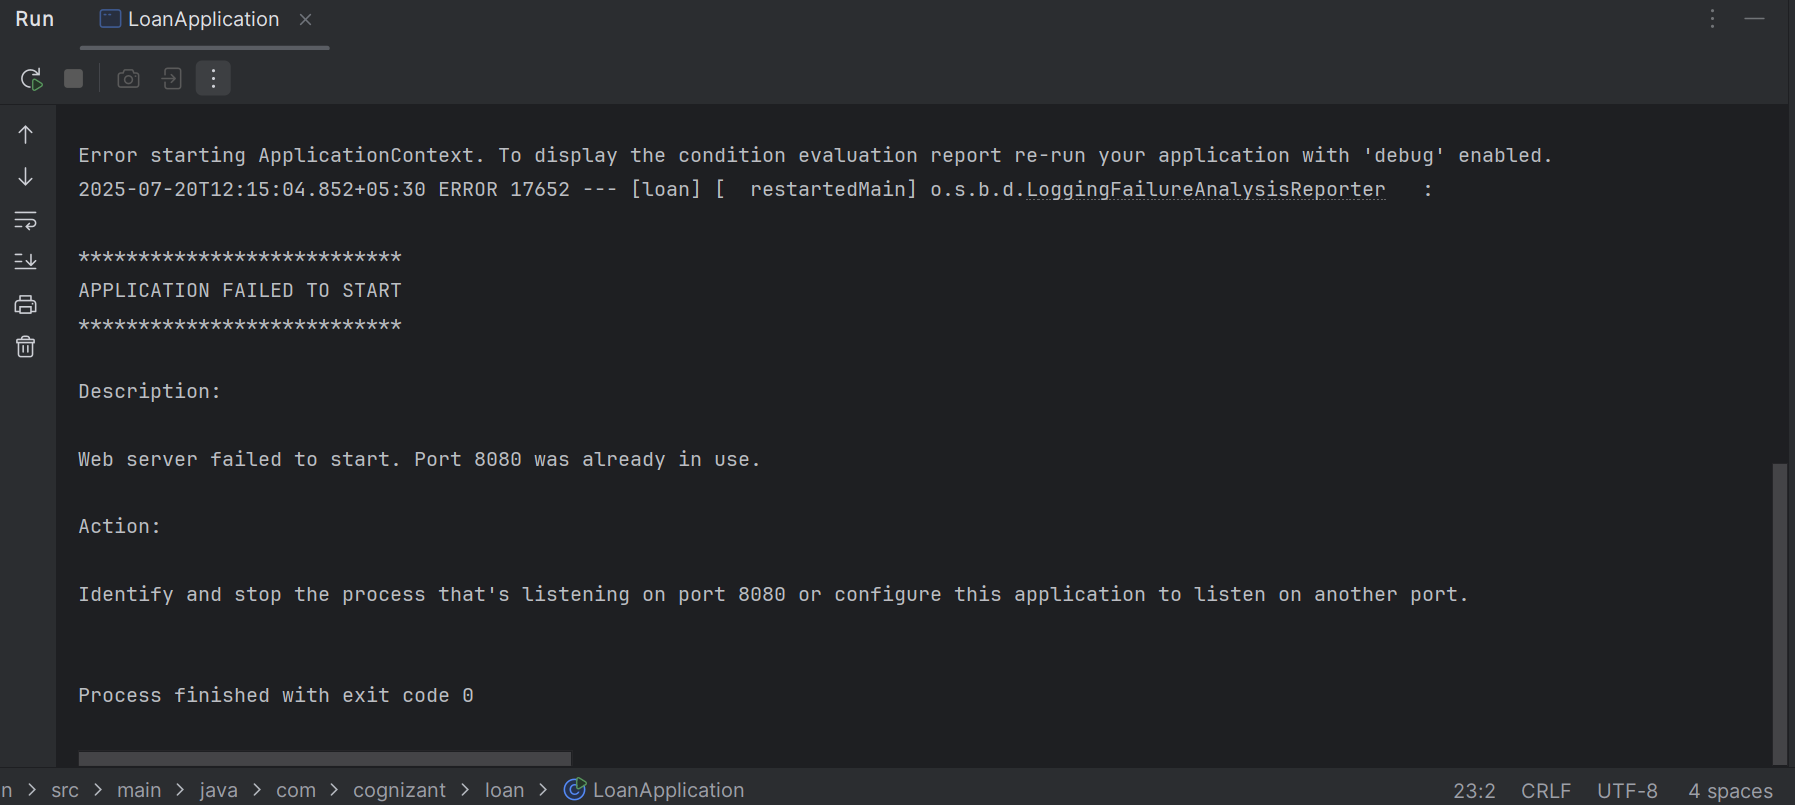 Run LoanApplication
Error starting ApplicationContext. To display the condition evaluation report re-run your application with 'debug' enabled.
2025-07-20T12:15:04.852+05:30 ERROR 17652 --- [loan] [  restartedMain] o.s.b.d.LoggingFailureAnalysisReporter   :
***************************
APPLICATION FAILED TO START
***************************
Description:
Web server failed to start. Port 8080 was already in use.
Action:
Identify and stop the process that's listening on port 8080 or configure this application to listen on another port.
Process finished with exit code 0
n > src > main > java > com > cognizant > loan > LoanApplication 23:2 CRLF UTF-8 4 spaces